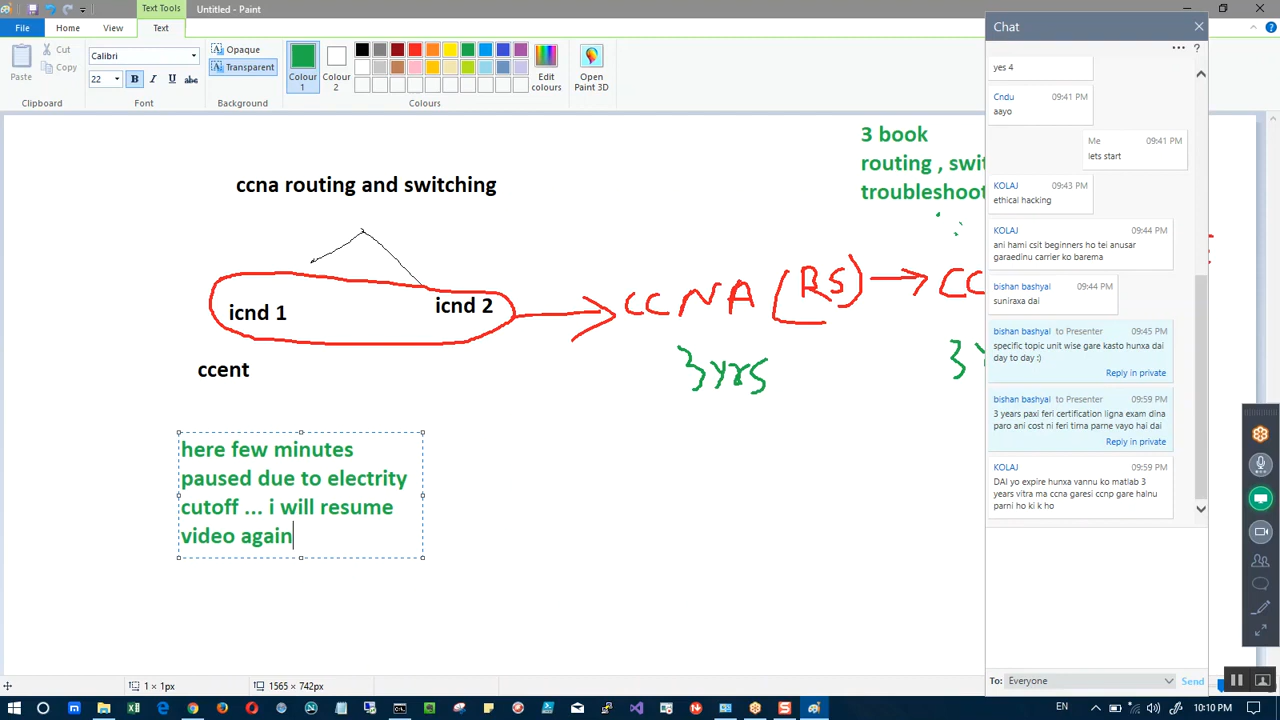 Text Tools
Untitled - Paint
File
Home
View
Text
Paste
Cut
Copy
Clipboard
Calibri
22
B
I
U
abc
Font
Opaque
Transparent
Background
Colour 1
Colour 2
Edit colours
Open Paint 3D
Colours
ccna routing and switching
icnd 1
icnd 2
ccent
CCNA (RS)
CC
3 yrs
3 y
3 book
routing , swit
troubleshoot
here few minutes
paused due to electrity
cutoff ... i will resume
video again
Chat
yes 4
Cndu 09:41 PM
aayo
Me 09:41 PM
lets start
KOLAJ 09:43 PM
ethical hacking
KOLAJ 09:44 PM
ani hami csit beginners ho tei anusar
garaedinu carrier ko barema
bishan bashyal 09:44 PM
suniraxa dai
bishan bashyal to Presenter 09:45 PM
specific topic unit wise gare kasto hunxa dai
day to day :)
Reply in private
bishan bashyal to Presenter 09:59 PM
3 years paxi feri certification ligna exam dina
paro ani cost ni feri tirna parne vayo hai dai
Reply in private
KOLAJ 09:59 PM
DAI yo expire hunxa vannu ko matlab 3
years vitra ma ccna garesi ccnp gare halnu
parni ho ki k ho
To: Everyone
Send
1 × 1px
1565 × 742px
EN
10:10 PM